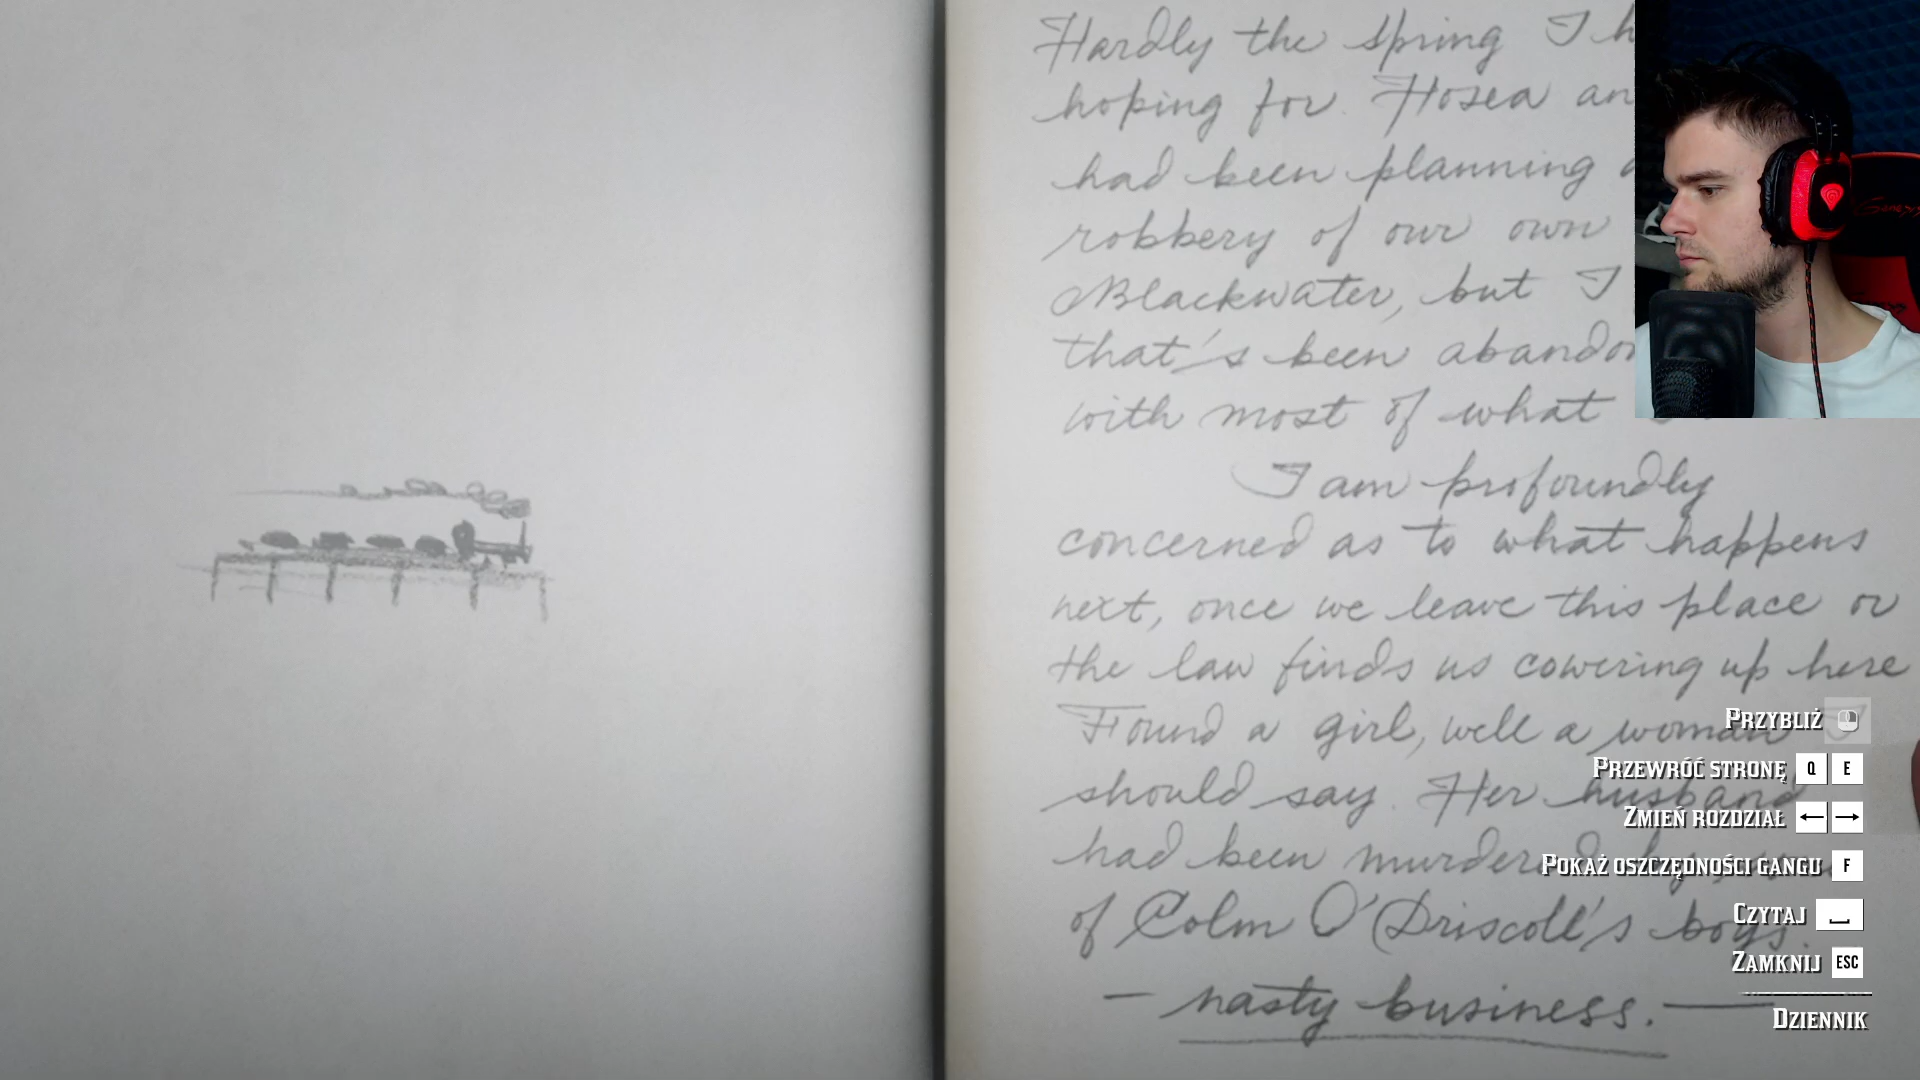 Hardly the spring I h
hoping for. Hosea an
had been planning a
robbery of our own
Blackwater, but I
that's been abandon
with most of what
I am profoundly
concerned as to what happens
next, once we leave this place or
the law finds us cowering up here
Found a girl, well a woman I
should say. Her husband
had been murdered by
of Colm O'Driscoll's boys.
- nasty business. -
PRZYBLIŻ
PRZEWRÓĆ STRONĘ Q E
ZMIEŃ ROZDZIAŁ ← →
POKAŻ OSZCZĘDNOŚCI GANGU F
CZYTAJ
ZAMKNIJ ESC
DZIENNIK